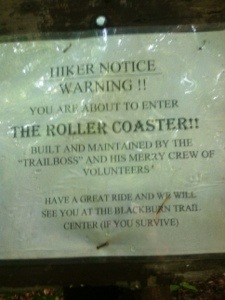 HIKER NOTICE
WARNING !!
YOU ARE ABOUT TO ENTER
THE ROLLER COASTER!!
BUILT AND MAINTAINED BY THE
"TRAILBOSS" AND HIS MERRY CREW OF
VOLUNTEERS"
HAVE A GREAT RIDE AND WE WILL
SEE YOU AT THE BLACKBURN TRAIL
CENTER (IF YOU SURVIVE)